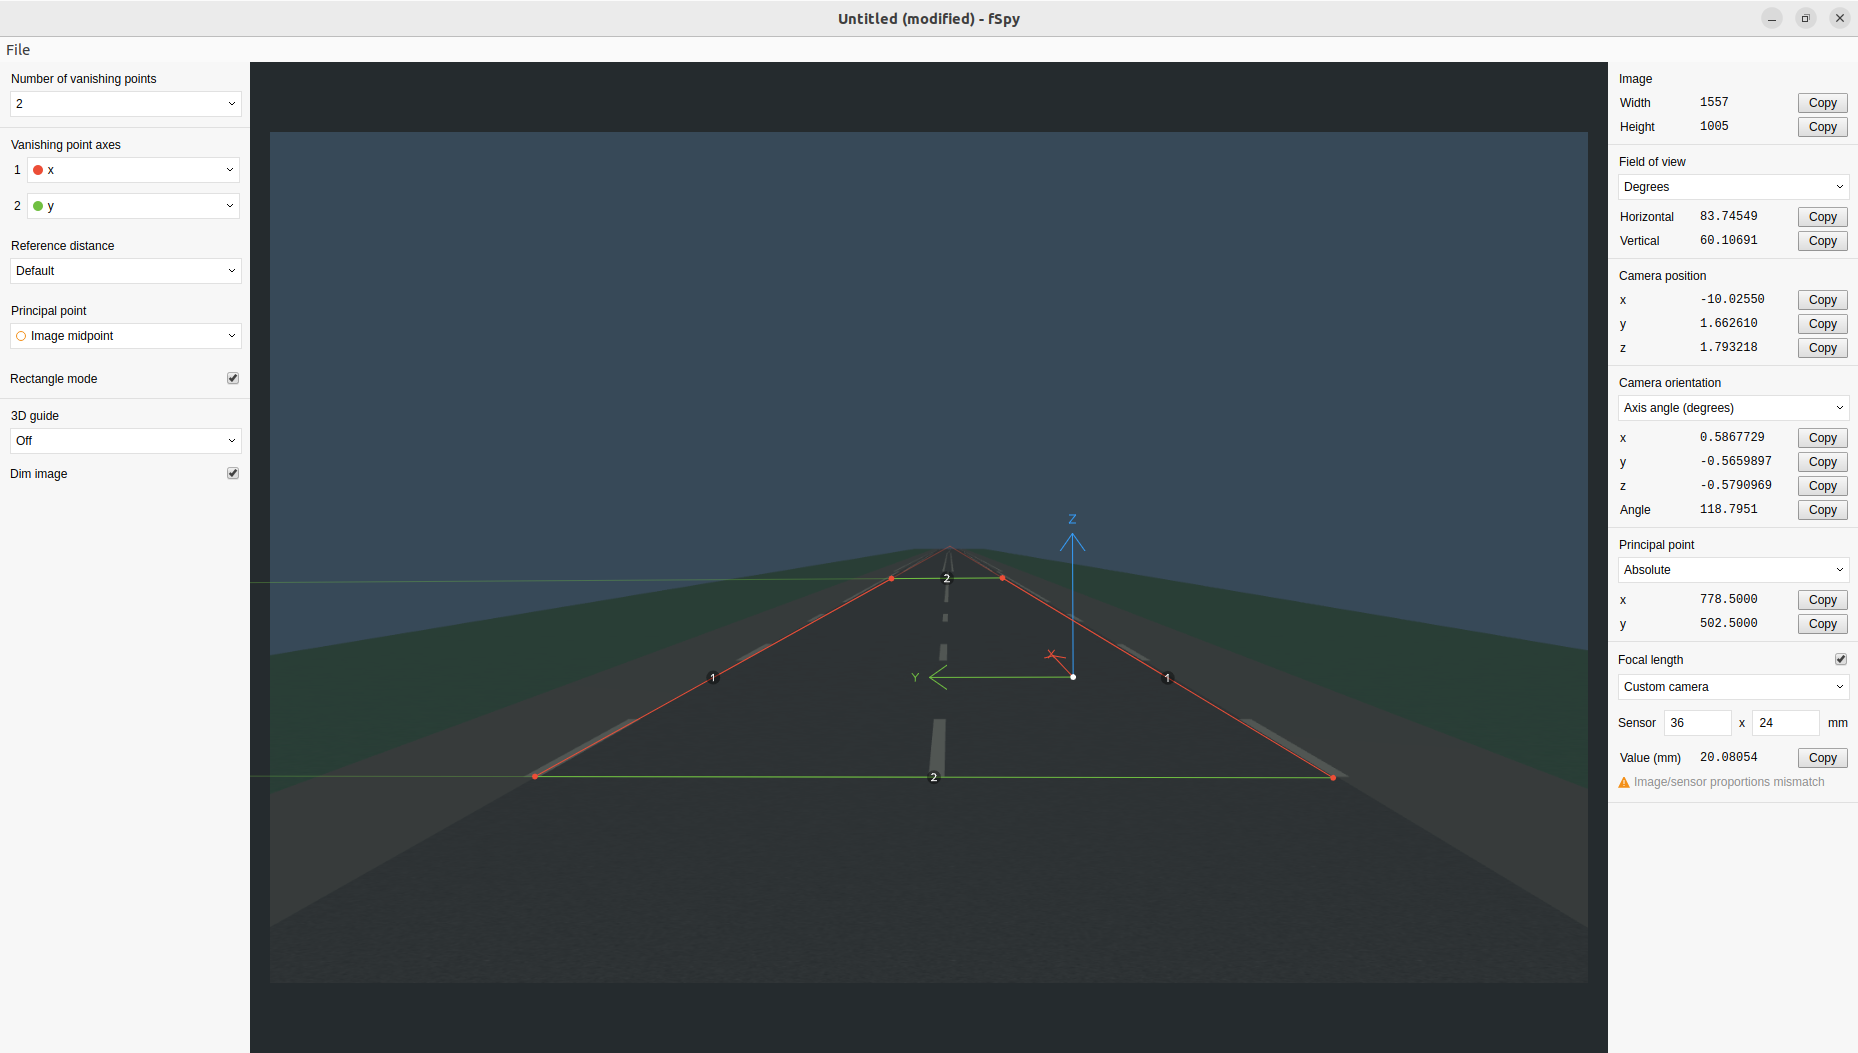 Untitled (modified) - fSpy
File
Number of vanishing points
2
Vanishing point axes
1 x
2 y
Reference distance
Default
Principal point
Image midpoint
Rectangle mode
3D guide
Off
Dim image
Z
2
X
Y
1
1
2
Image
Width 1557 Copy
Height 1005 Copy
Field of view
Degrees
Horizontal 83.74549 Copy
Vertical 60.10691 Copy
Camera position
x -10.02550 Copy
y 1.662610 Copy
z 1.793218 Copy
Camera orientation
Axis angle (degrees)
x 0.5867729 Copy
y -0.5659897 Copy
z -0.5790969 Copy
Angle 118.7951 Copy
Principal point
Absolute
x 778.5000 Copy
y 502.5000 Copy
Focal length
Custom camera
Sensor 36 x 24 mm
Value (mm) 20.08054 Copy
Image/sensor proportions mismatch